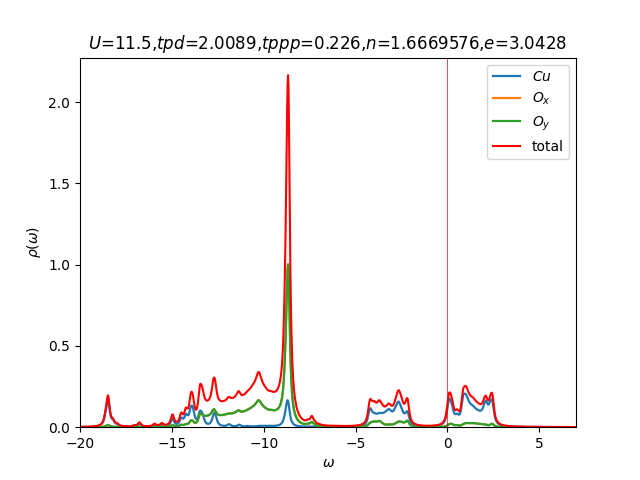 U=11.5,tpd=2.0089,tppp=0.226,n=1.6669576,e=3.0428
Cu
Oₓ
O_y
total
ρ(ω)
2.0
1.5
1.0
0.5
0.0
−20
−15
−10
−5
0
5
ω